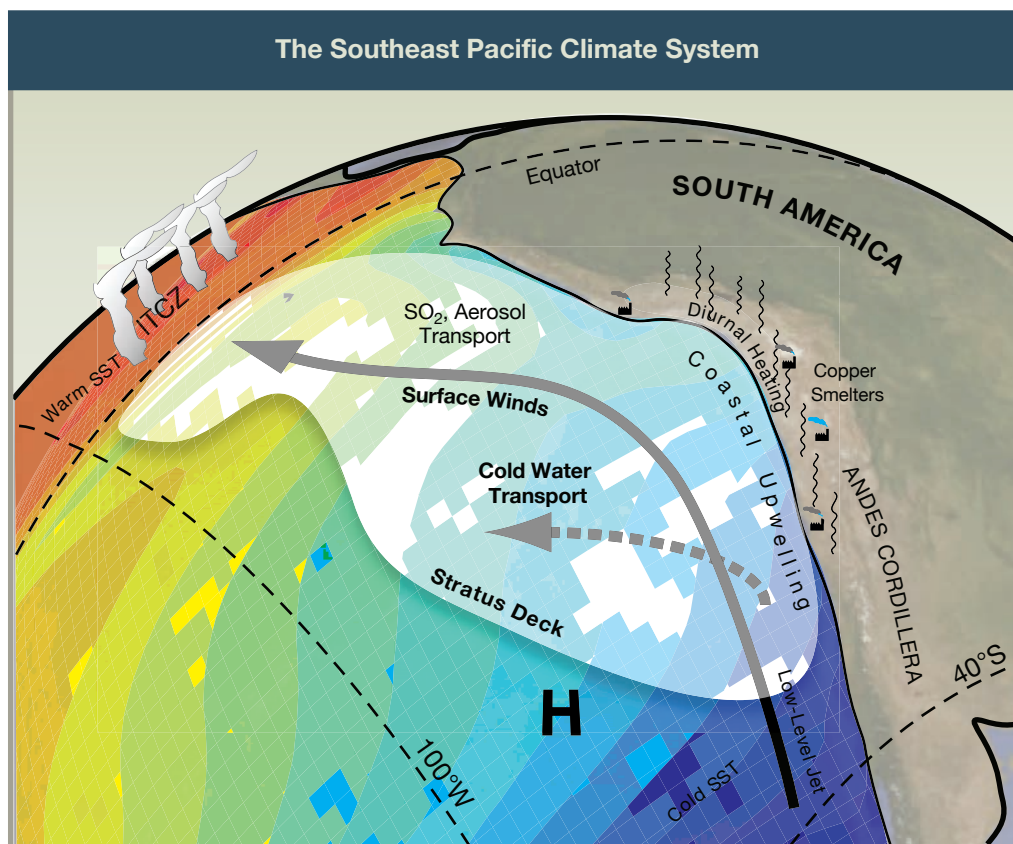 The Southeast Pacific Climate System
Equator
SOUTH AMERICA
ITCZ
Warm SST
SO₂, Aerosol
Transport
Diurnal Heating
Copper
Smelters
Surface Winds
Coastal Upwelling
Cold Water
Transport
ANDES CORDILLERA
Stratus Deck
40°S
H
Low-Level Jet
100°W
Cold SST